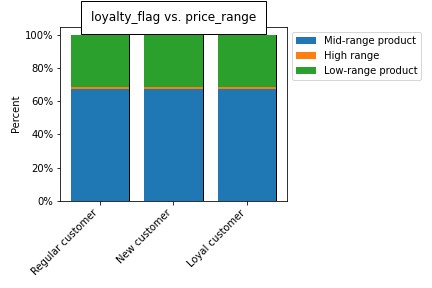 loyalty_flag vs. price_range
100%
80%
60%
40%
20%
0%
Percent
Regular customer
New customer
Loyal customer
Mid-range product
High range
Low-range product